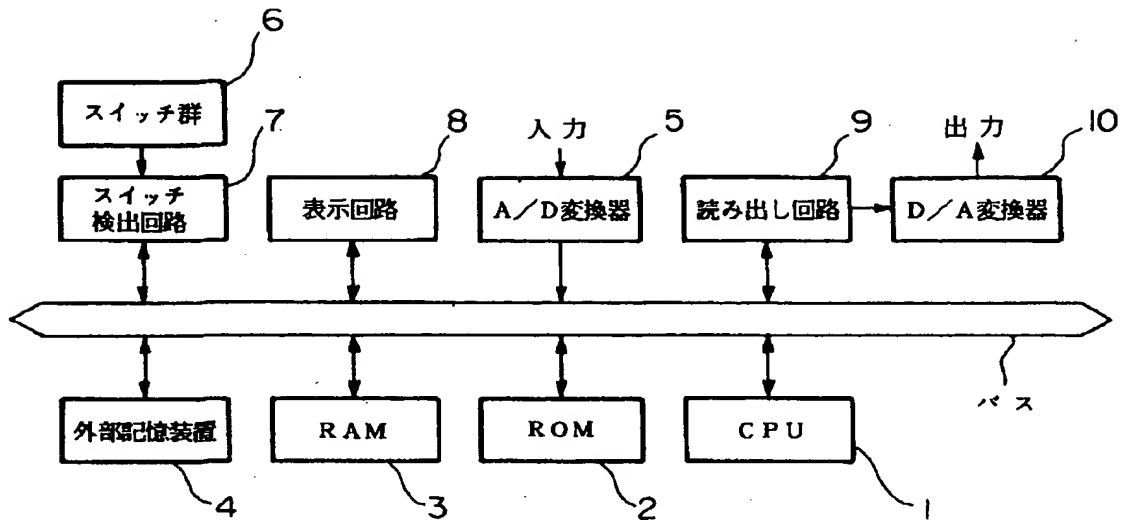 6
スイッチ群
7
スイッチ
検出回路
8
表示回路
入力
5
A／D変換器
9
読み出し回路
出力
10
D／A変換器
バス
外部記憶装置
4
RAM
3
ROM
2
CPU
1